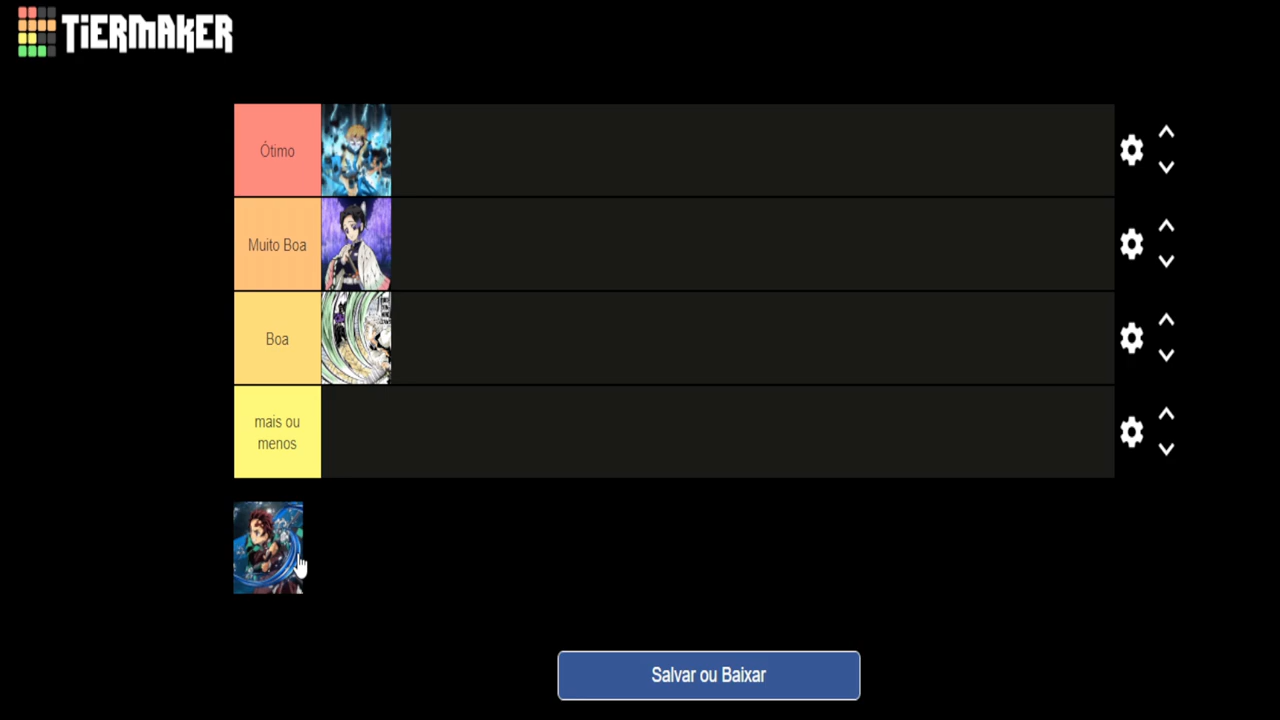 TiERMAKER
Ótimo
Muito Boa
Boa
mais ou
menos
Salvar ou Baixar